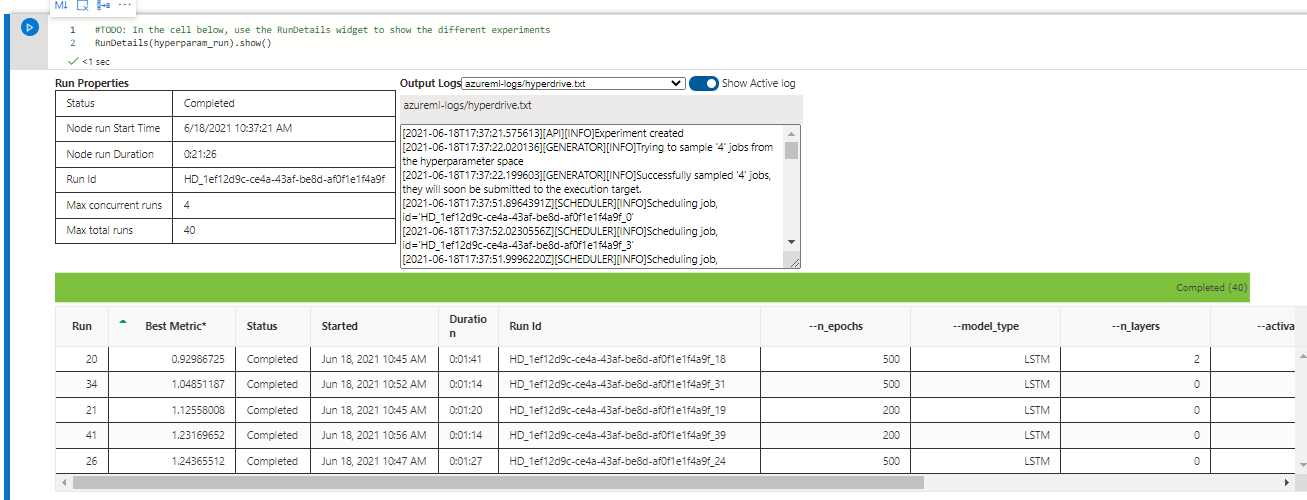 M↓
1 #TODO: In the cell below, use the RunDetails widget to show the different experiments
2 RunDetails(hyperparam_run).show()
<1 sec
Run Properties
Status Completed
Node run Start Time 6/18/2021 10:37:21 AM
Node run Duration 0:21:26
Run Id HD_1ef12d9c-ce4a-43af-be8d-af0f1e1f4a9f
Max concurrent runs 4
Max total runs 40
Output Logs azureml-logs/hyperdrive.txt Show Active log
azureml-logs/hyperdrive.txt
[2021-06-18T17:37:21.575613][API][INFO]Experiment created
[2021-06-18T17:37:22.020136][GENERATOR][INFO]Trying to sample '4' jobs from
the hyperparameter space
[2021-06-18T17:37:22.199603][GENERATOR][INFO]Successfully sampled '4' jobs,
they will soon be submitted to the execution target.
[2021-06-18T17:37:51.8964391Z][SCHEDULER][INFO]Scheduling job,
id='HD_1ef12d9c-ce4a-43af-be8d-af0f1e1f4a9f_0'
[2021-06-18T17:37:52.0230556Z][SCHEDULER][INFO]Scheduling job,
id='HD_1ef12d9c-ce4a-43af-be8d-af0f1e1f4a9f_3'
[2021-06-18T17:37:51.9996220Z][SCHEDULER][INFO]Scheduling job,
Completed (40)
Run Best Metric* Status Started Duratio
n Run Id --n_epochs --model_type --n_layers --activa
20 0.92986725 Completed Jun 18, 2021 10:45 AM 0:01:41 HD_1ef12d9c-ce4a-43af-be8d-af0f1e1f4a9f_18 500 LSTM 2
34 1.04851187 Completed Jun 18, 2021 10:52 AM 0:01:14 HD_1ef12d9c-ce4a-43af-be8d-af0f1e1f4a9f_31 500 LSTM 0
21 1.12558008 Completed Jun 18, 2021 10:45 AM 0:01:20 HD_1ef12d9c-ce4a-43af-be8d-af0f1e1f4a9f_19 200 LSTM 0
41 1.23169652 Completed Jun 18, 2021 10:56 AM 0:01:14 HD_1ef12d9c-ce4a-43af-be8d-af0f1e1f4a9f_39 200 LSTM 0
26 1.24365512 Completed Jun 18, 2021 10:47 AM 0:01:27 HD_1ef12d9c-ce4a-43af-be8d-af0f1e1f4a9f_24 500 LSTM 0